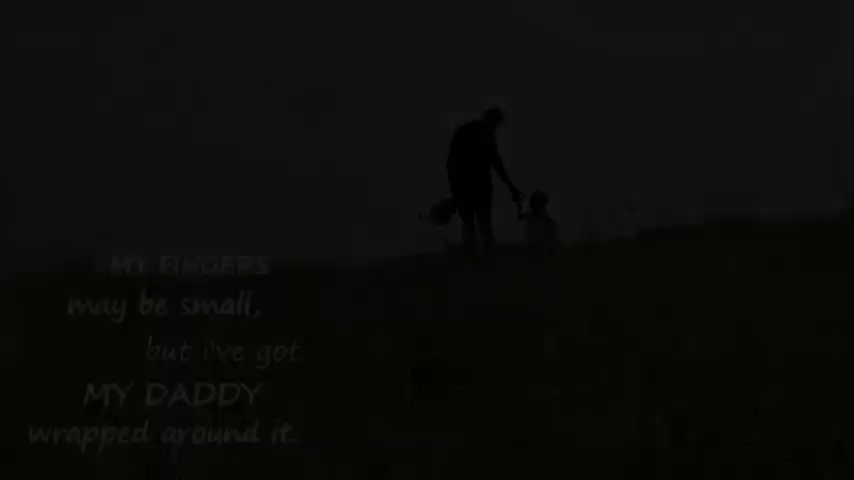 MY FINGERS
may be small,
but i've got
MY DADDY
wrapped around it.